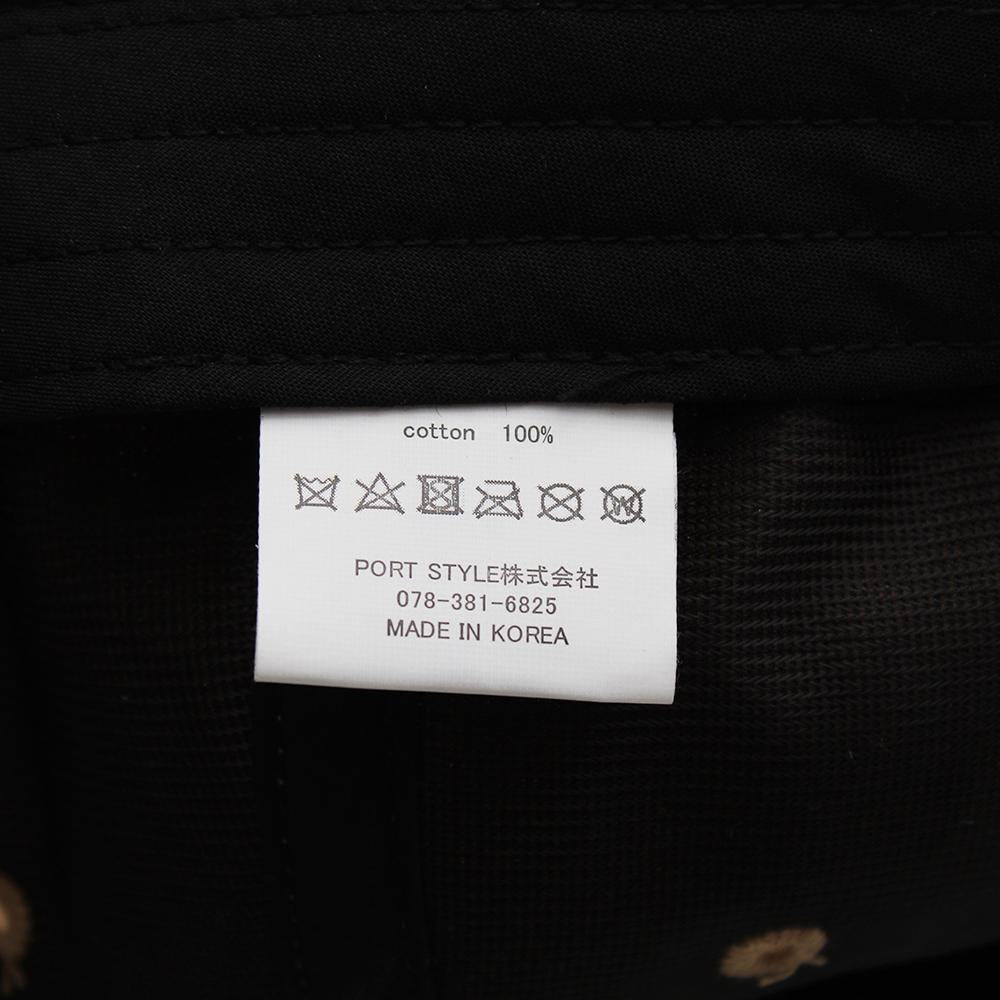 cotton 100%
W
PORT STYLE株式会社
078-381-6825
MADE IN KOREA